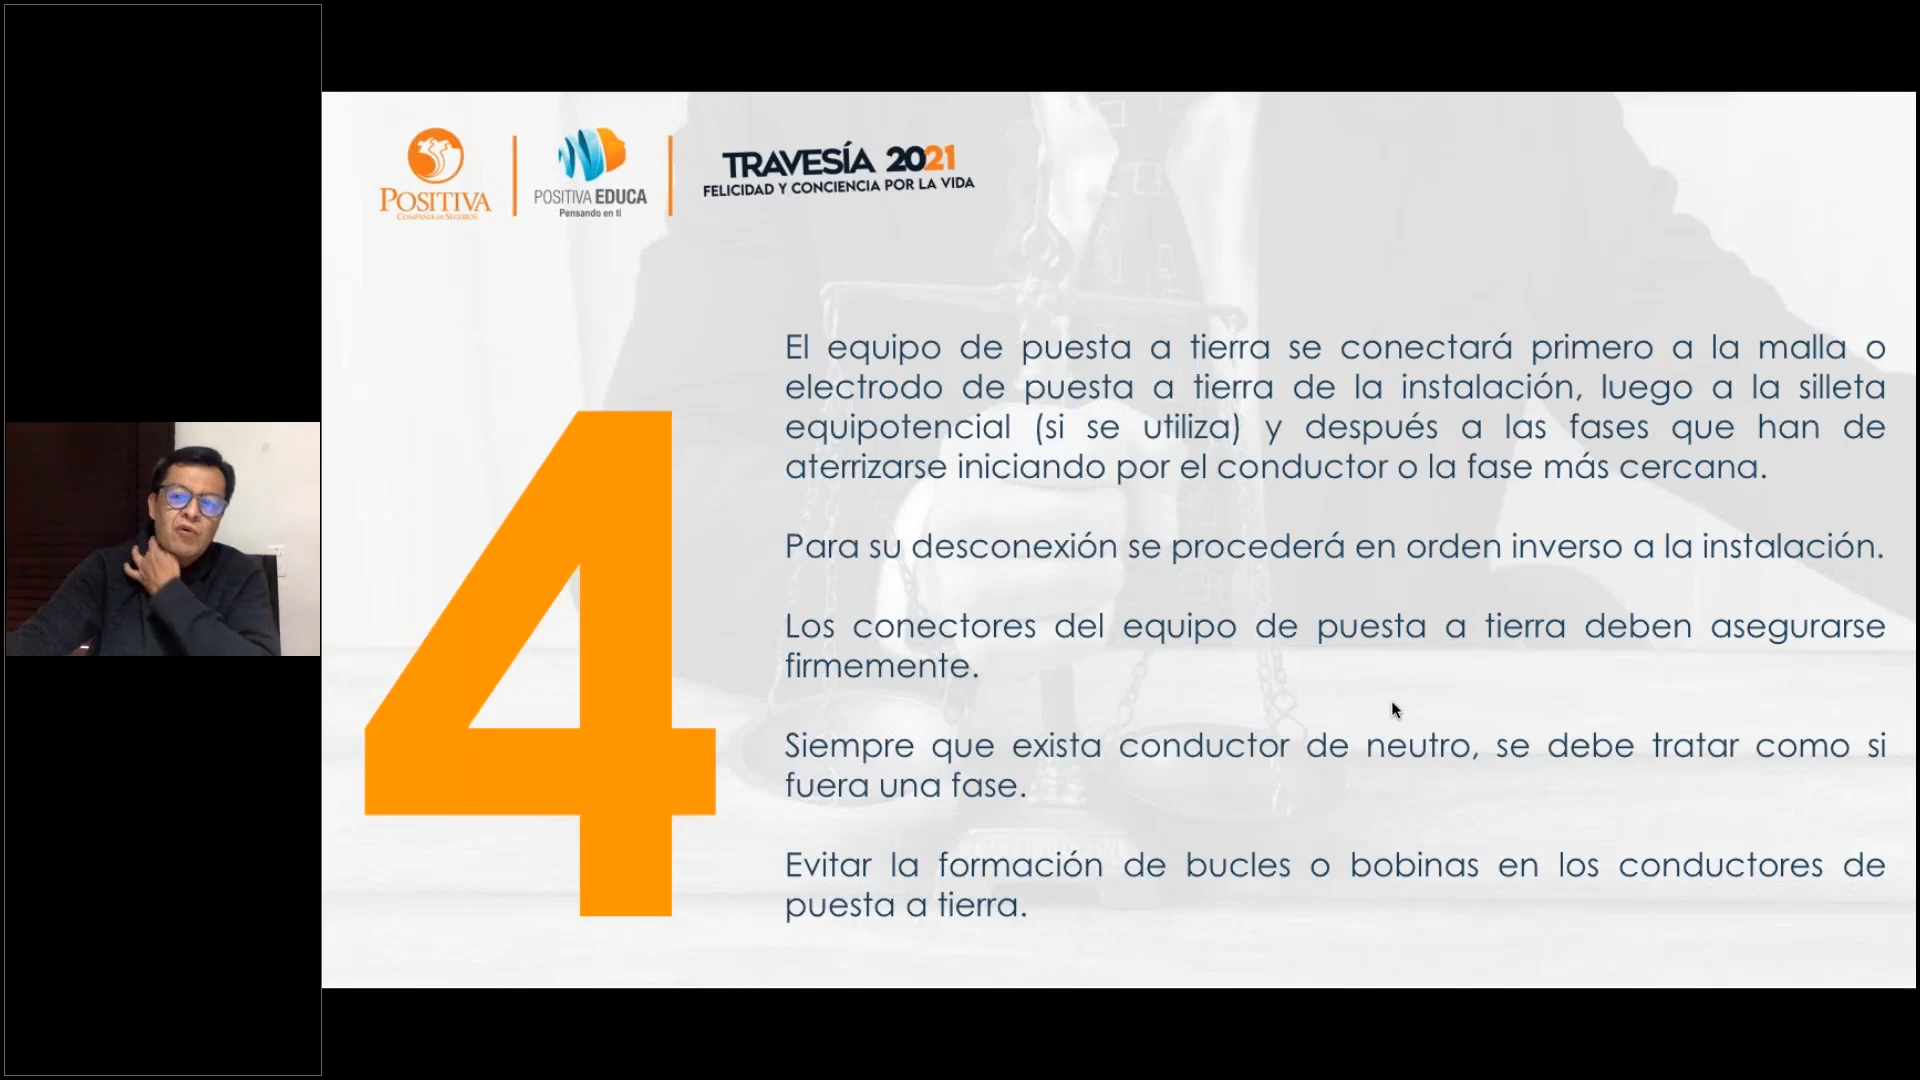 POSITIVA
COMPAÑÍA DE SEGUROS
POSITIVA EDUCA
Pensando en ti
TRAVESÍA 2021
FELICIDAD Y CONCIENCIA POR LA VIDA
4
El equipo de puesta a tierra se conectará primero a la malla o
electrodo de puesta a tierra de la instalación, luego a la silleta
equipotencial (si se utiliza) y después a las fases que han de
aterrizarse iniciando por el conductor o la fase más cercana.
Para su desconexión se procederá en orden inverso a la instalación.
Los conectores del equipo de puesta a tierra deben asegurarse
firmemente.
Siempre que exista conductor de neutro, se debe tratar como si
fuera una fase.
Evitar la formación de bucles o bobinas en los conductores de
puesta a tierra.